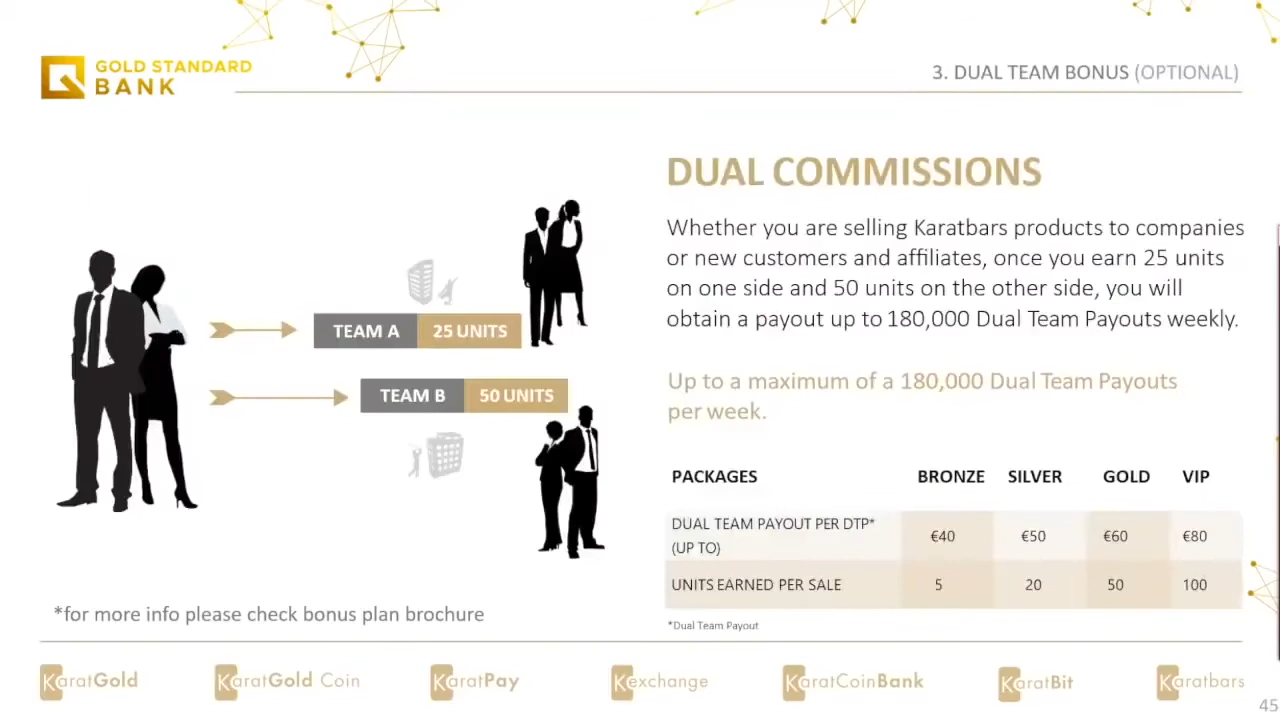 GOLD STANDARD
BANK
3. DUAL TEAM BONUS (OPTIONAL)
DUAL COMMISSIONS
Whether you are selling Karatbars products to companies
or new customers and affiliates, once you earn 25 units
on one side and 50 units on the other side, you will
obtain a payout up to 180,000 Dual Team Payouts weekly.
Up to a maximum of a 180,000 Dual Team Payouts
per week.
TEAM A 25 UNITS
TEAM B 50 UNITS
PACKAGES BRONZE SILVER GOLD VIP
DUAL TEAM PAYOUT PER DTP*
(UP TO) €40 €50 €60 €80
UNITS EARNED PER SALE 5 20 50 100
*Dual Team Payout
*for more info please check bonus plan brochure
KaratGold KaratGold Coin KaratPay Kexchange KaratCoinBank KaratBit Karatbars
45